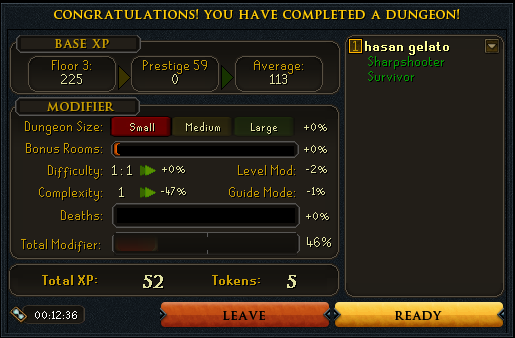 CONGRATULATIONS! YOU HAVE COMPLETED A DUNGEON!
BASE XP
Floor 3: 225
Prestige 59 0
Average: 113
1 hasan gelato
Sharpshooter
Survivor
MODIFIER
Dungeon Size: Small Medium Large +0%
Bonus Rooms: +0%
Difficulty: 1:1 +0% Level Mod: -2%
Complexity: 1 -47% Guide Mode: -1%
Deaths: +0%
Total Modifier: 46%
Total XP: 52 Tokens: 5
00:12:36 LEAVE READY